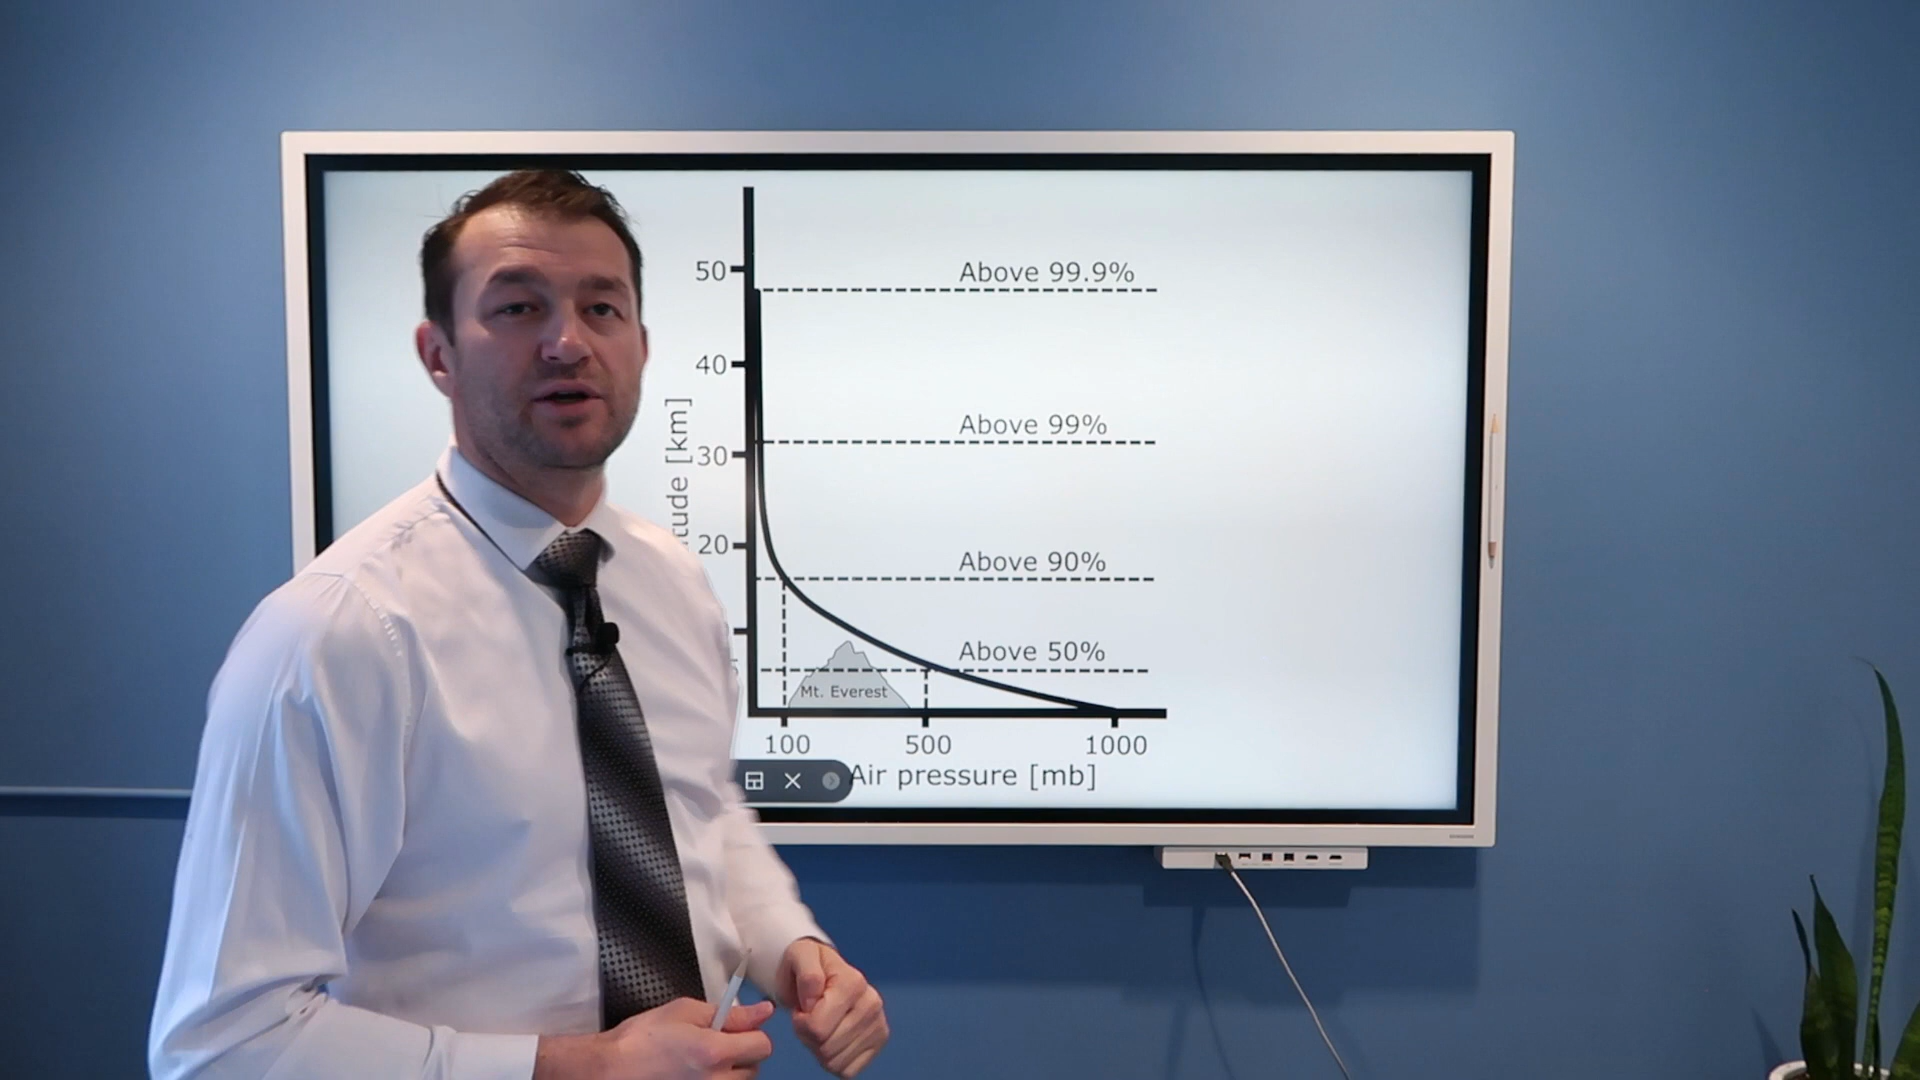 50
Above 99.9%
40
Above 99%
[km]
30
20
Above 90%
Above 50%
Mt. Everest
100 500 1000
Air pressure [mb]